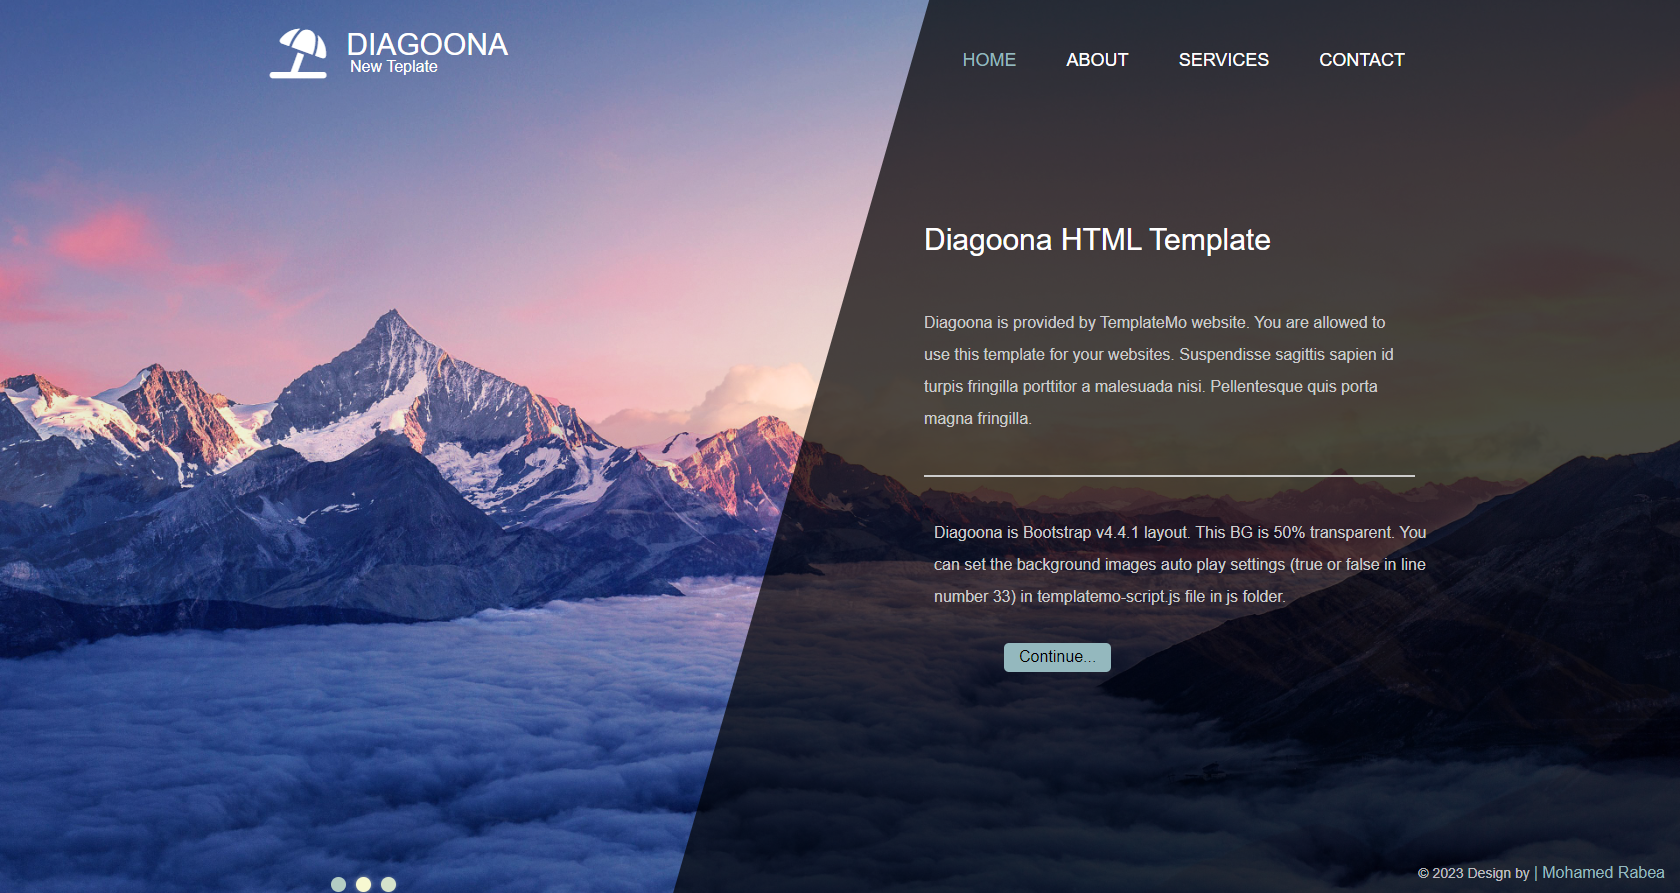 DIAGOONA
New Teplate
HOME ABOUT SERVICES CONTACT
Diagoona HTML Template
Diagoona is provided by TemplateMo website. You are allowed to
use this template for your websites. Suspendisse sagittis sapien id
turpis fringilla porttitor a malesuada nisi. Pellentesque quis porta
magna fringilla.
Diagoona is Bootstrap v4.4.1 layout. This BG is 50% transparent. You
can set the background images auto play settings (true or false in line
number 33) in templatemo-script.js file in js folder.
Continue...
© 2023 Design by | Mohamed Rabea